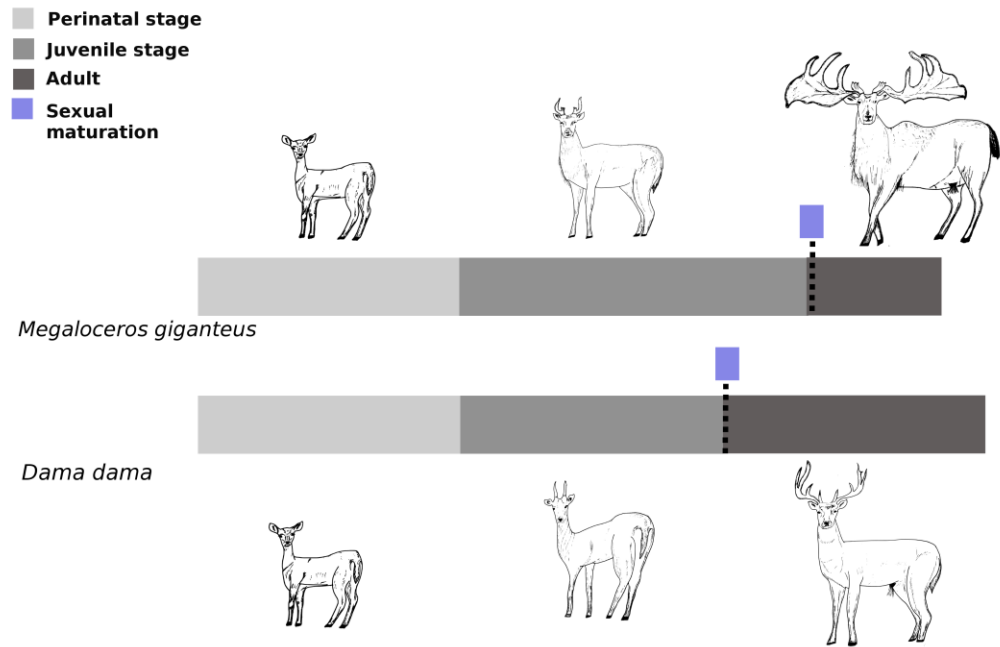 Perinatal stage
Juvenile stage
Adult
Sexual
maturation
Megaloceros giganteus
Dama dama